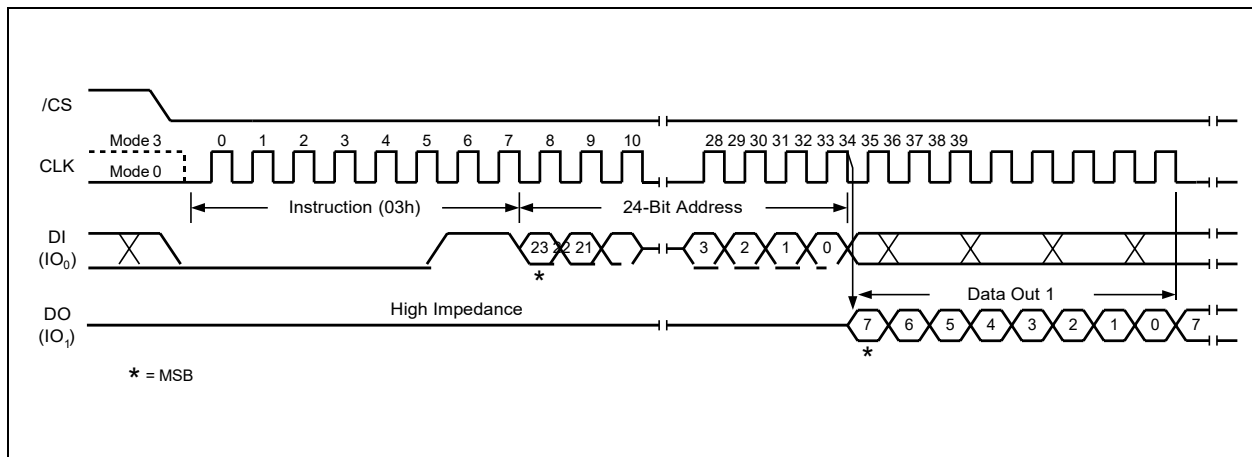 /CS
Mode 3 0 1 2 3 4 5 6 7 8 9 10 28 29 30 31 32 33 34 35 36 37 38 39
CLK Mode 0
Instruction (03h) 24-Bit Address
DI
(IO0)
23 22 21 3 2 1 0
* 
Data Out 1
High Impedance
DO
(IO1)
7 6 5 4 3 2 1 0 7
*
* = MSB